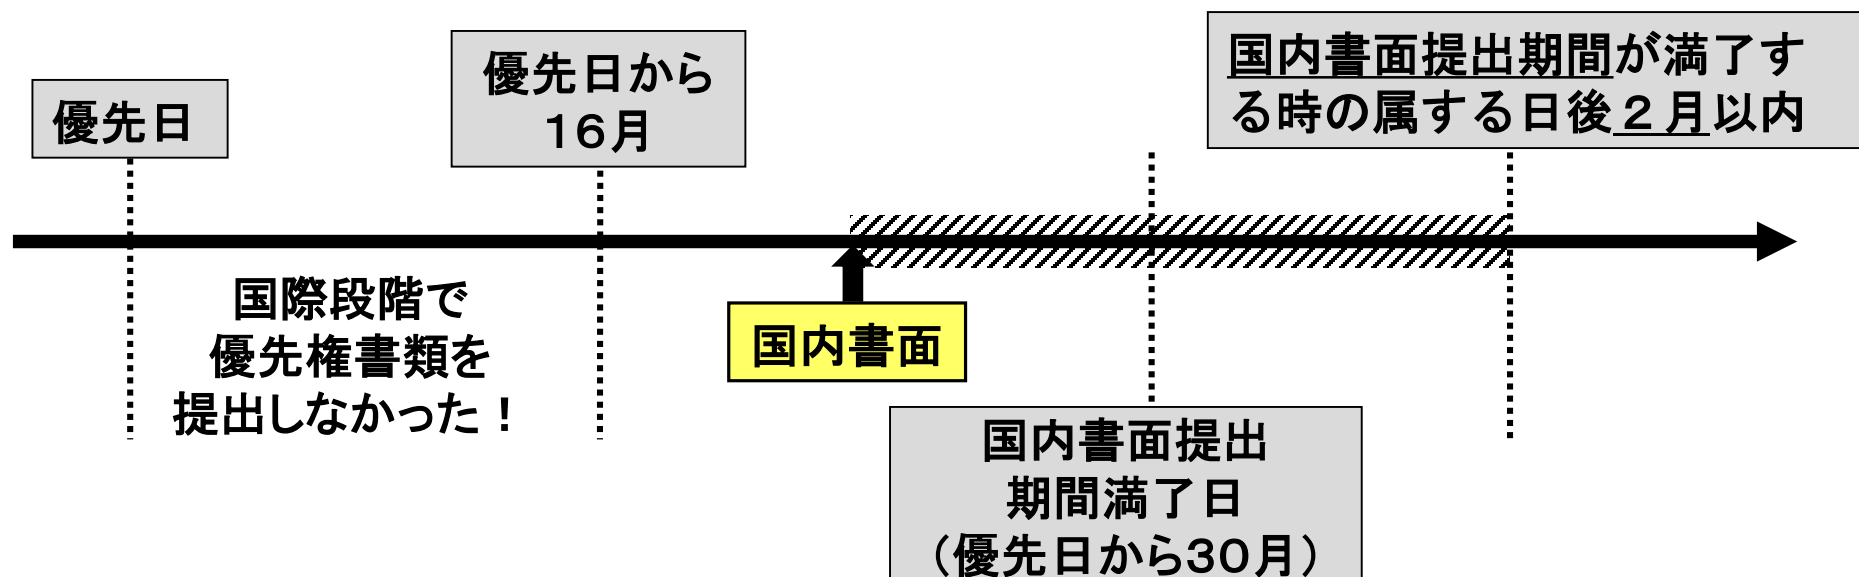 優先日
優先日から
16月
国内書面提出期間が満了す
る時の属する日後2月以内
国際段階で
優先権書類を
提出しなかった！
国内書面
国内書面提出
期間満了日
（優先日から30月）